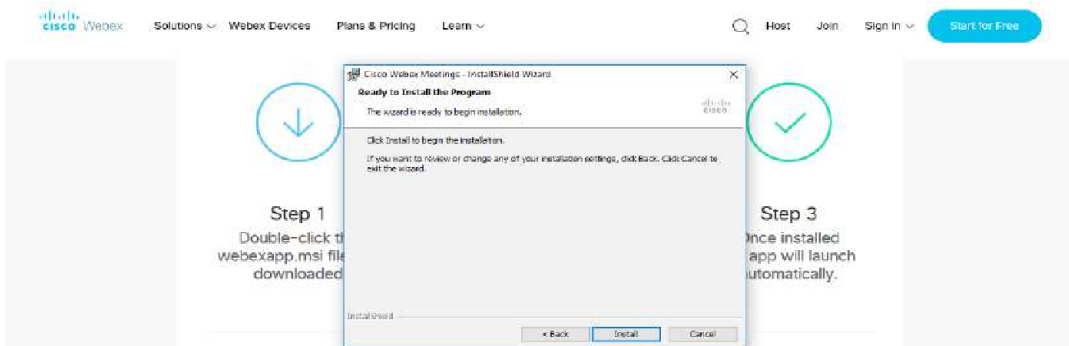 cisco Webex Solutions Webex Devices Plans & Pricing Learn Host Join Sign in Start for Free
Cisco Webex Meetings - InstallShield Wizard
Ready to Install the Program
The wizard is ready to begin installation.
cisco
Click Install to begin the installation.
If you want to review or change any of your installation settings, click Back. Click Cancel to
exit the wizard.
InstallShield
< Back Install Cancel
Step 1
Double-click
webexapp.msi
downloaded
Step 3
Once installed
app will launch
automatically.